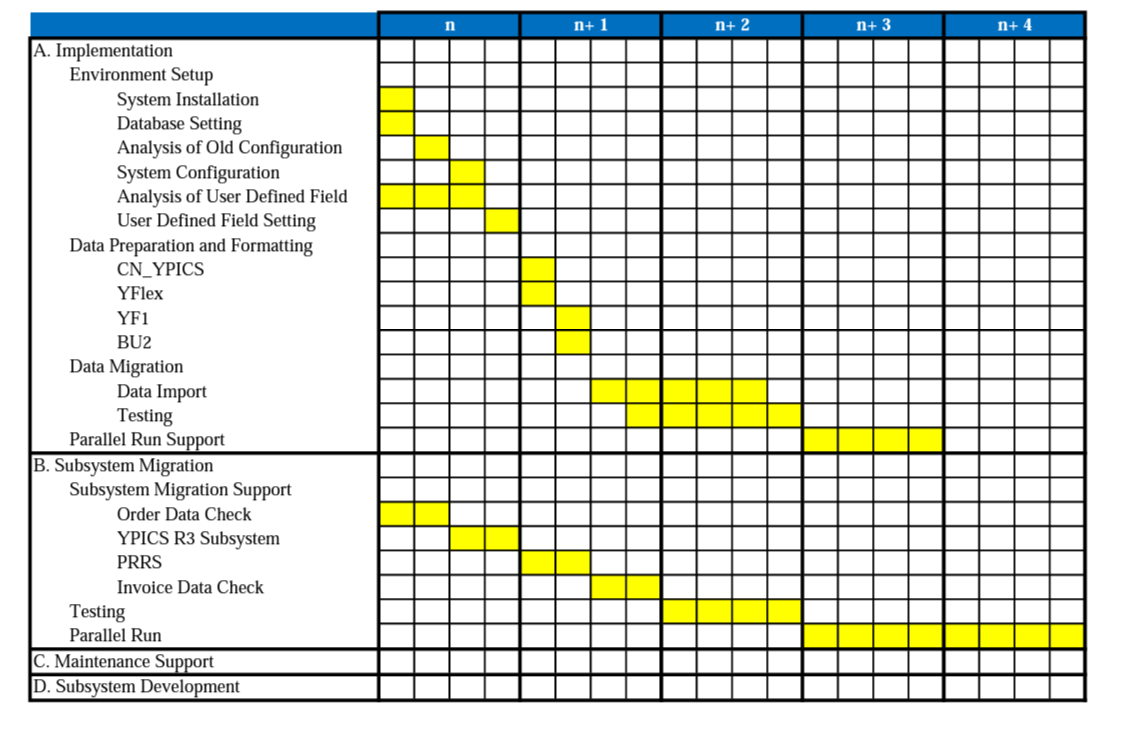 n n+ 1 n+ 2 n+ 3 n+ 4
A. Implementation
Environment Setup
System Installation
Database Setting
Analysis of Old Configuration
System Configuration
Analysis of User Defined Field
User Defined Field Setting
Data Preparation and Formatting
CN_YPICS
YFlex
YF1
BU2
Data Migration
Data Import
Testing
Parallel Run Support
B. Subsystem Migration
Subsystem Migration Support
Order Data Check
YPICS R3 Subsystem
PRRS
Invoice Data Check
Testing
Parallel Run
C. Maintenance Support
D. Subsystem Development